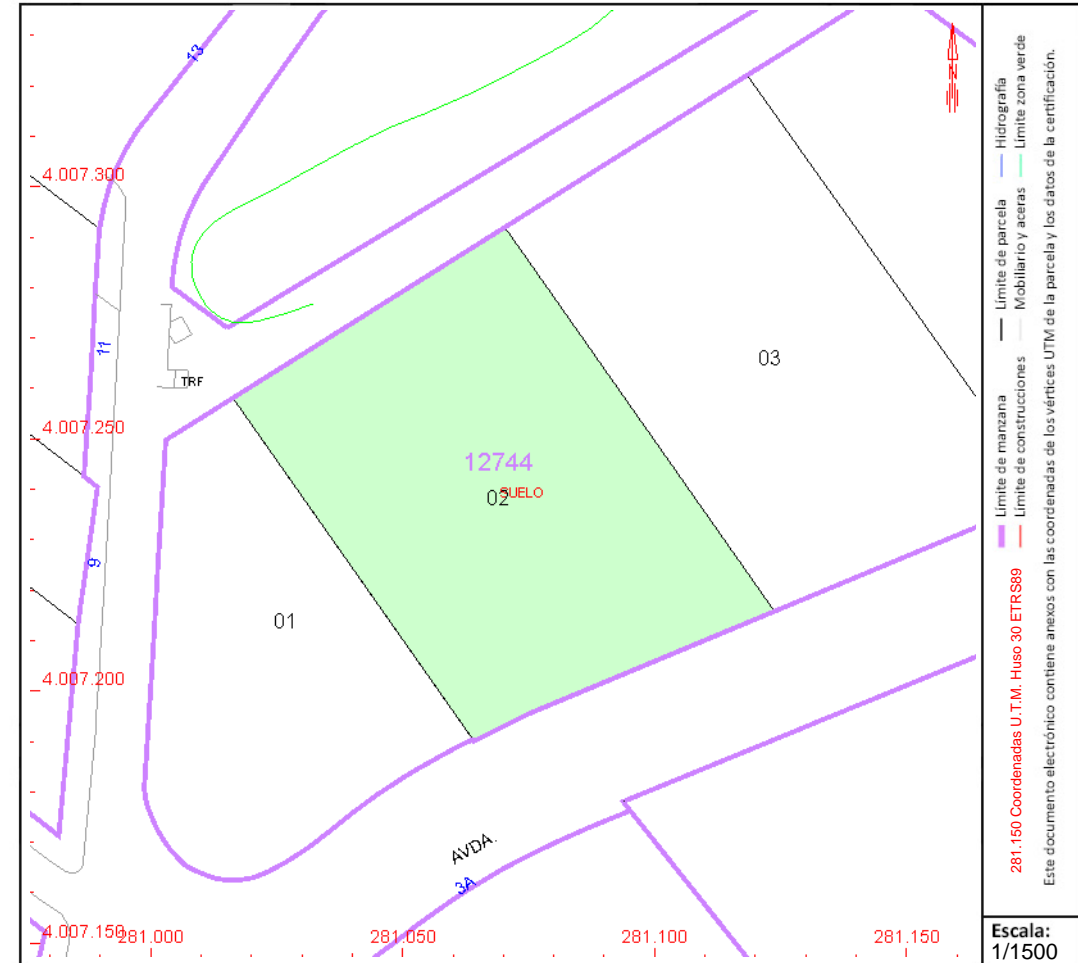 13
4.007.300
11
TRF
4.007.250
03
12744
02
SUELO
9
01
4.007.200
AVDA.
3A
4.007.150
281.000
281.050
281.100
281.150
N
Límite de manzana
Límite de parcela
Hidrografía
281.150 Coordenadas U.T.M. Huso 30 ETRS89
Límite de construcciones
Mobiliario y aceras
Límite zona verde
Este documento electrónico contiene anexos con las coordenadas de los vértices UTM de la parcela y los datos de la certificación.
Escala:
1/1500